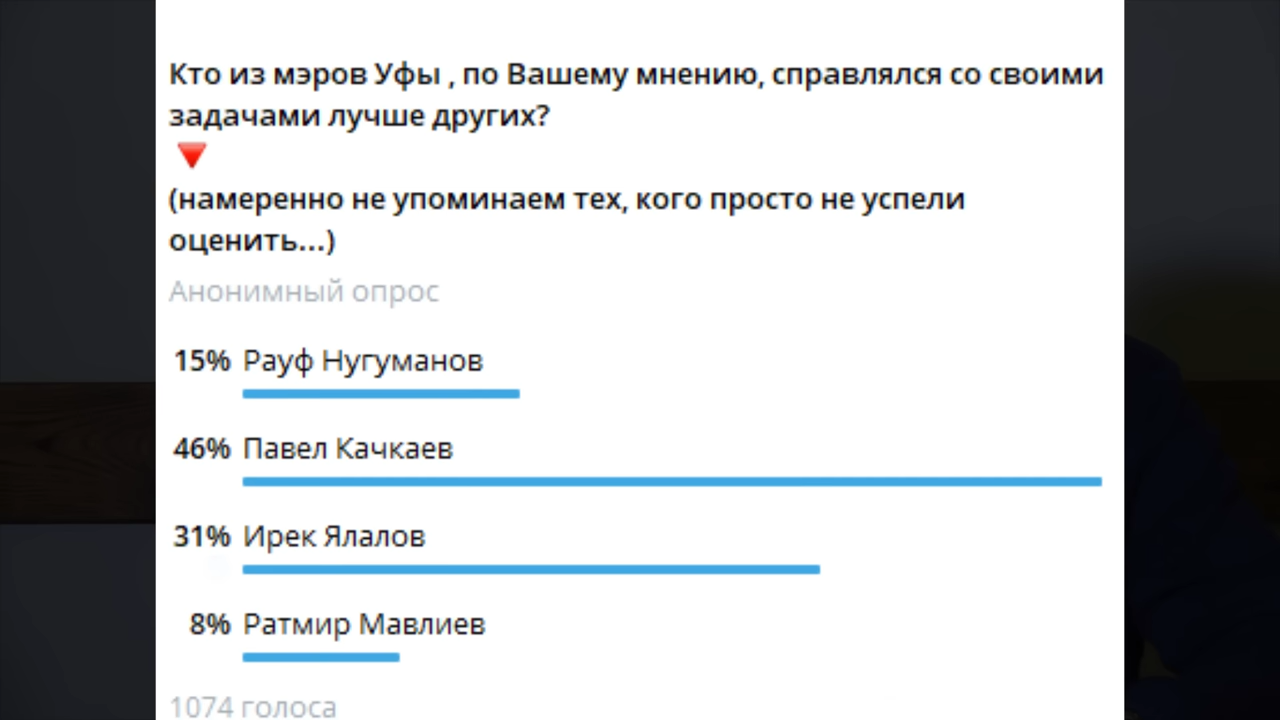 Кто из мэров Уфы , по Вашему мнению, справлялся со своими
задачами лучше других?
(намеренно не упоминаем тех, кого просто не успели
оценить...)
Анонимный опрос
15% Рауф Нугуманов
46% Павел Качкаев
31% Ирек Ялалов
8% Ратмир Мавлиев
1074 голоса